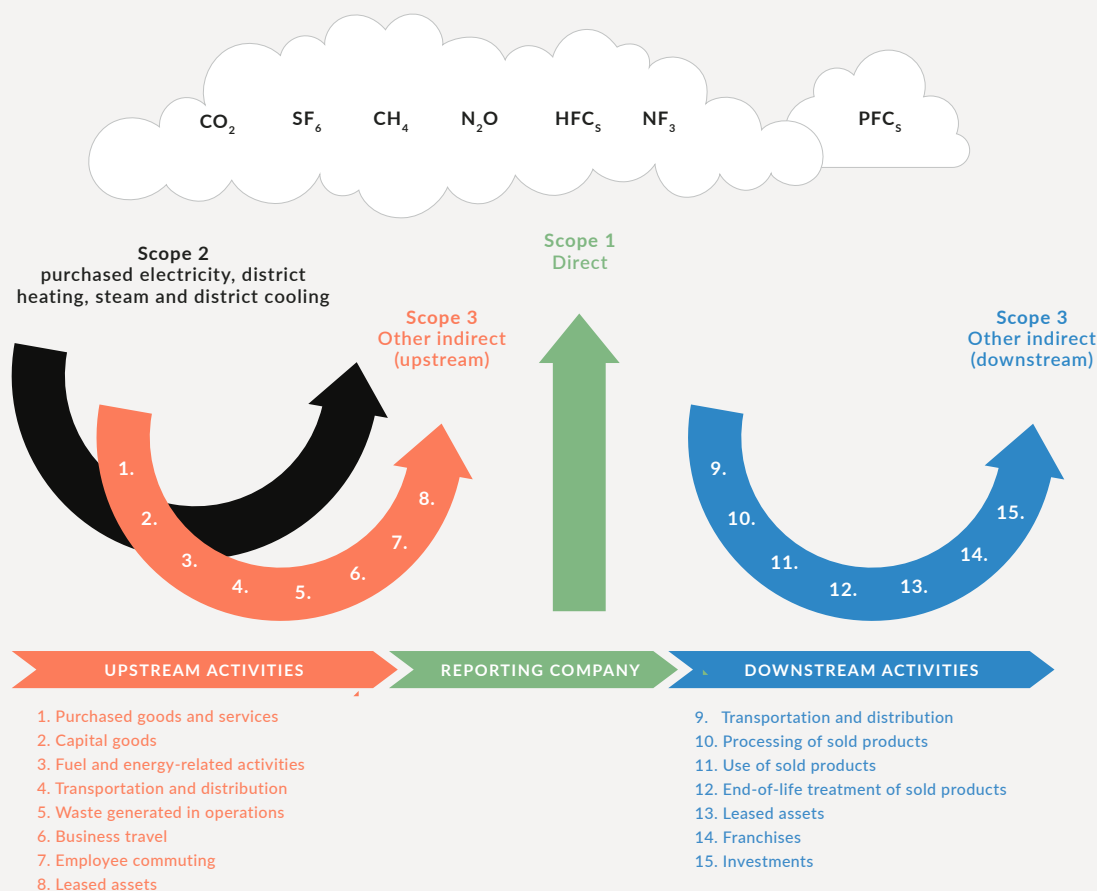 CO2 SF6 CH4 N2O HFCS NF3 PFCS
Scope 2
purchased electricity, district
heating, steam and district cooling
Scope 1
Direct
Scope 3
Other indirect
(upstream)
Scope 3
Other indirect
(downstream)
1.
2.
3.
4.
5.
6.
7.
8.
9.
10.
11.
12.
13.
14.
15.
UPSTREAM ACTIVITIES
REPORTING COMPANY
DOWNSTREAM ACTIVITIES
1. Purchased goods and services
2. Capital goods
3. Fuel and energy-related activities
4. Transportation and distribution
5. Waste generated in operations
6. Business travel
7. Employee commuting
8. Leased assets
9. Transportation and distribution
10. Processing of sold products
11. Use of sold products
12. End-of-life treatment of sold products
13. Leased assets
14. Franchises
15. Investments